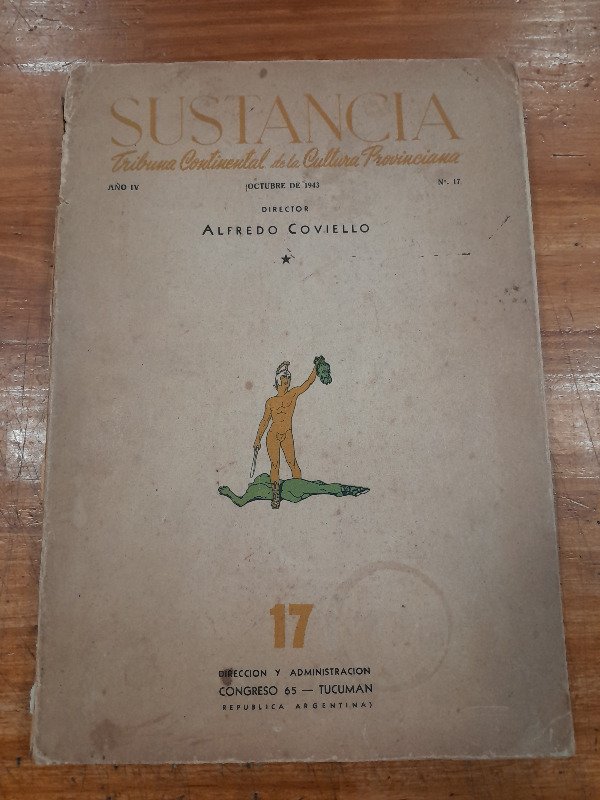 SUSTANCIA
Tribuna Continental de la Cultura Provinciana
AÑO IV OCTUBRE DE 1943 Nº. 17
DIRECTOR
ALFREDO COVIELLO
17
DIRECCION Y ADMINISTRACION
CONGRESO 65 — TUCUMAN
REPUBLICA ARGENTINA)